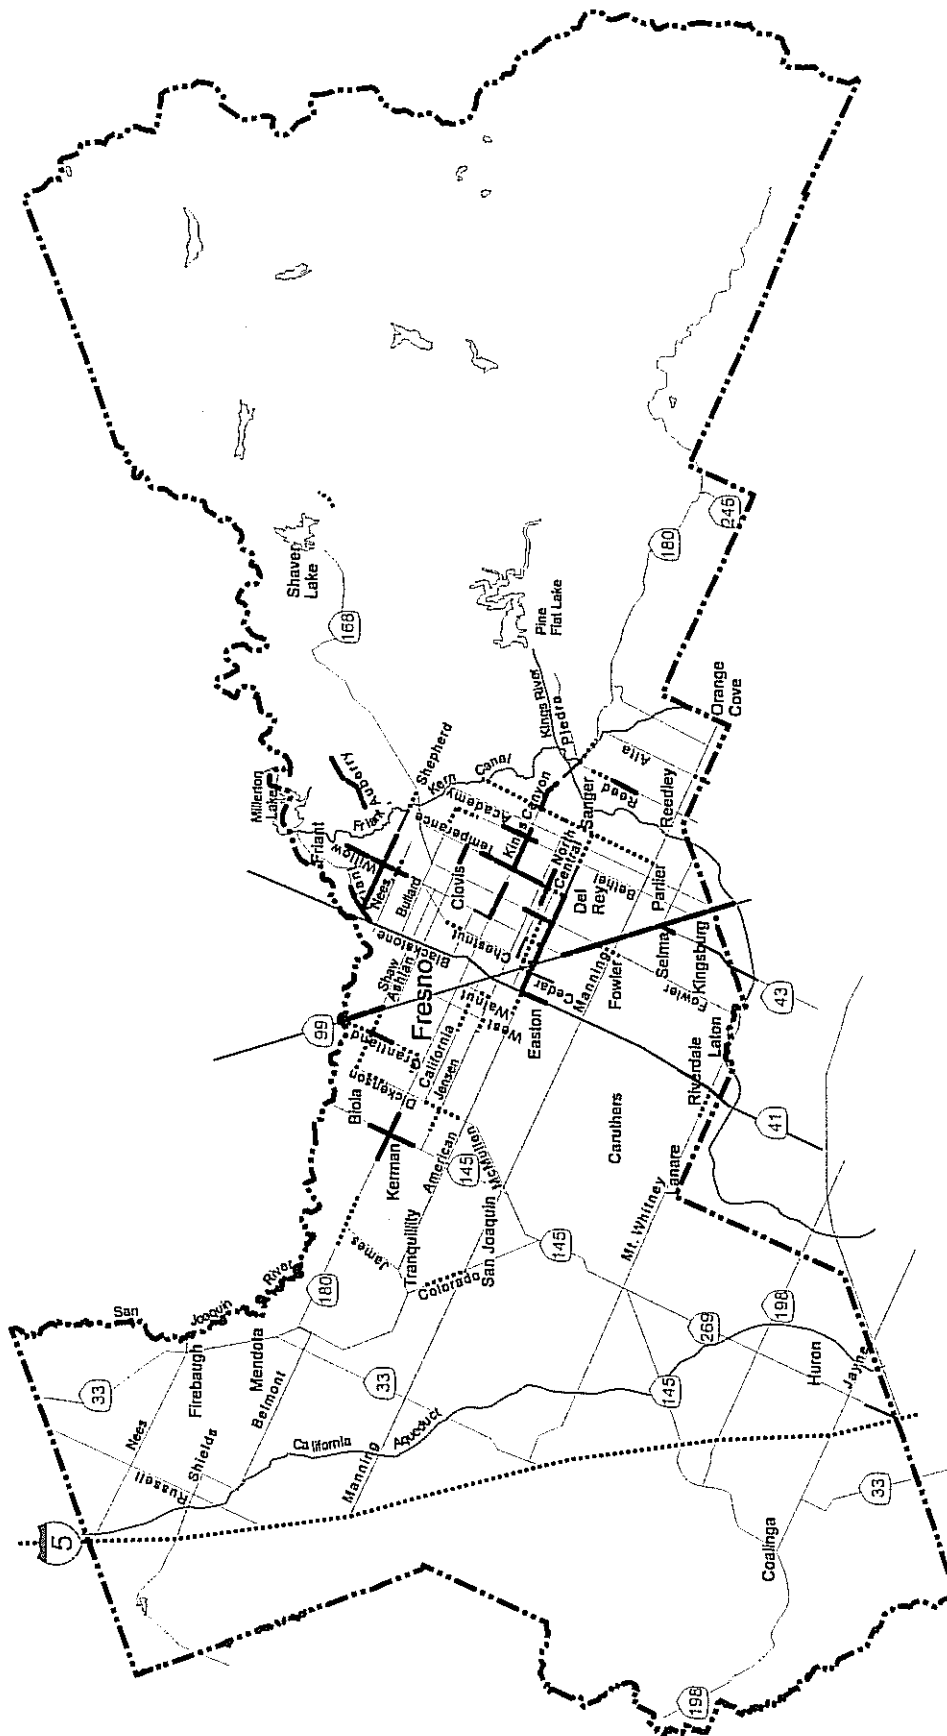 5
33
Nees
Russell
Shields
Firebaugh
San
Joaquin
River
Mendota
Belmont
California
Aqueduct
Manning
33
180
James
Tranquillity
Colorado
San Joaquin
Kerman
145
American
McMullen
145
Biola
Dickenson
Grantland
California
Jensen
99
Fresno
Shaw
Ashlan
Blackstone
West
Walnut
Easton
Cedar
Chestnut
Clovis
Bullard
Nees
Willow
Friant
Millerton
Lake
Auberry
Friant
Kern
Canal
Shepherd
Temperance
Academy
Kings Canyon
North
Central
Sanger
Del
Rey
Bethel
Parlier
Manning
Fowler
Selma
Kingsburg
Fowler
43
Reed
Reedley
Alta
Orange
Cove
Kings River
Piedra
Pine
Flat Lake
Shaver
Lake
168
180
245
Caruthers
Riverdale
Laton
Lanare
41
Mt. Whitney
269
198
145
Huron
Jayne
Coalinga
33
198